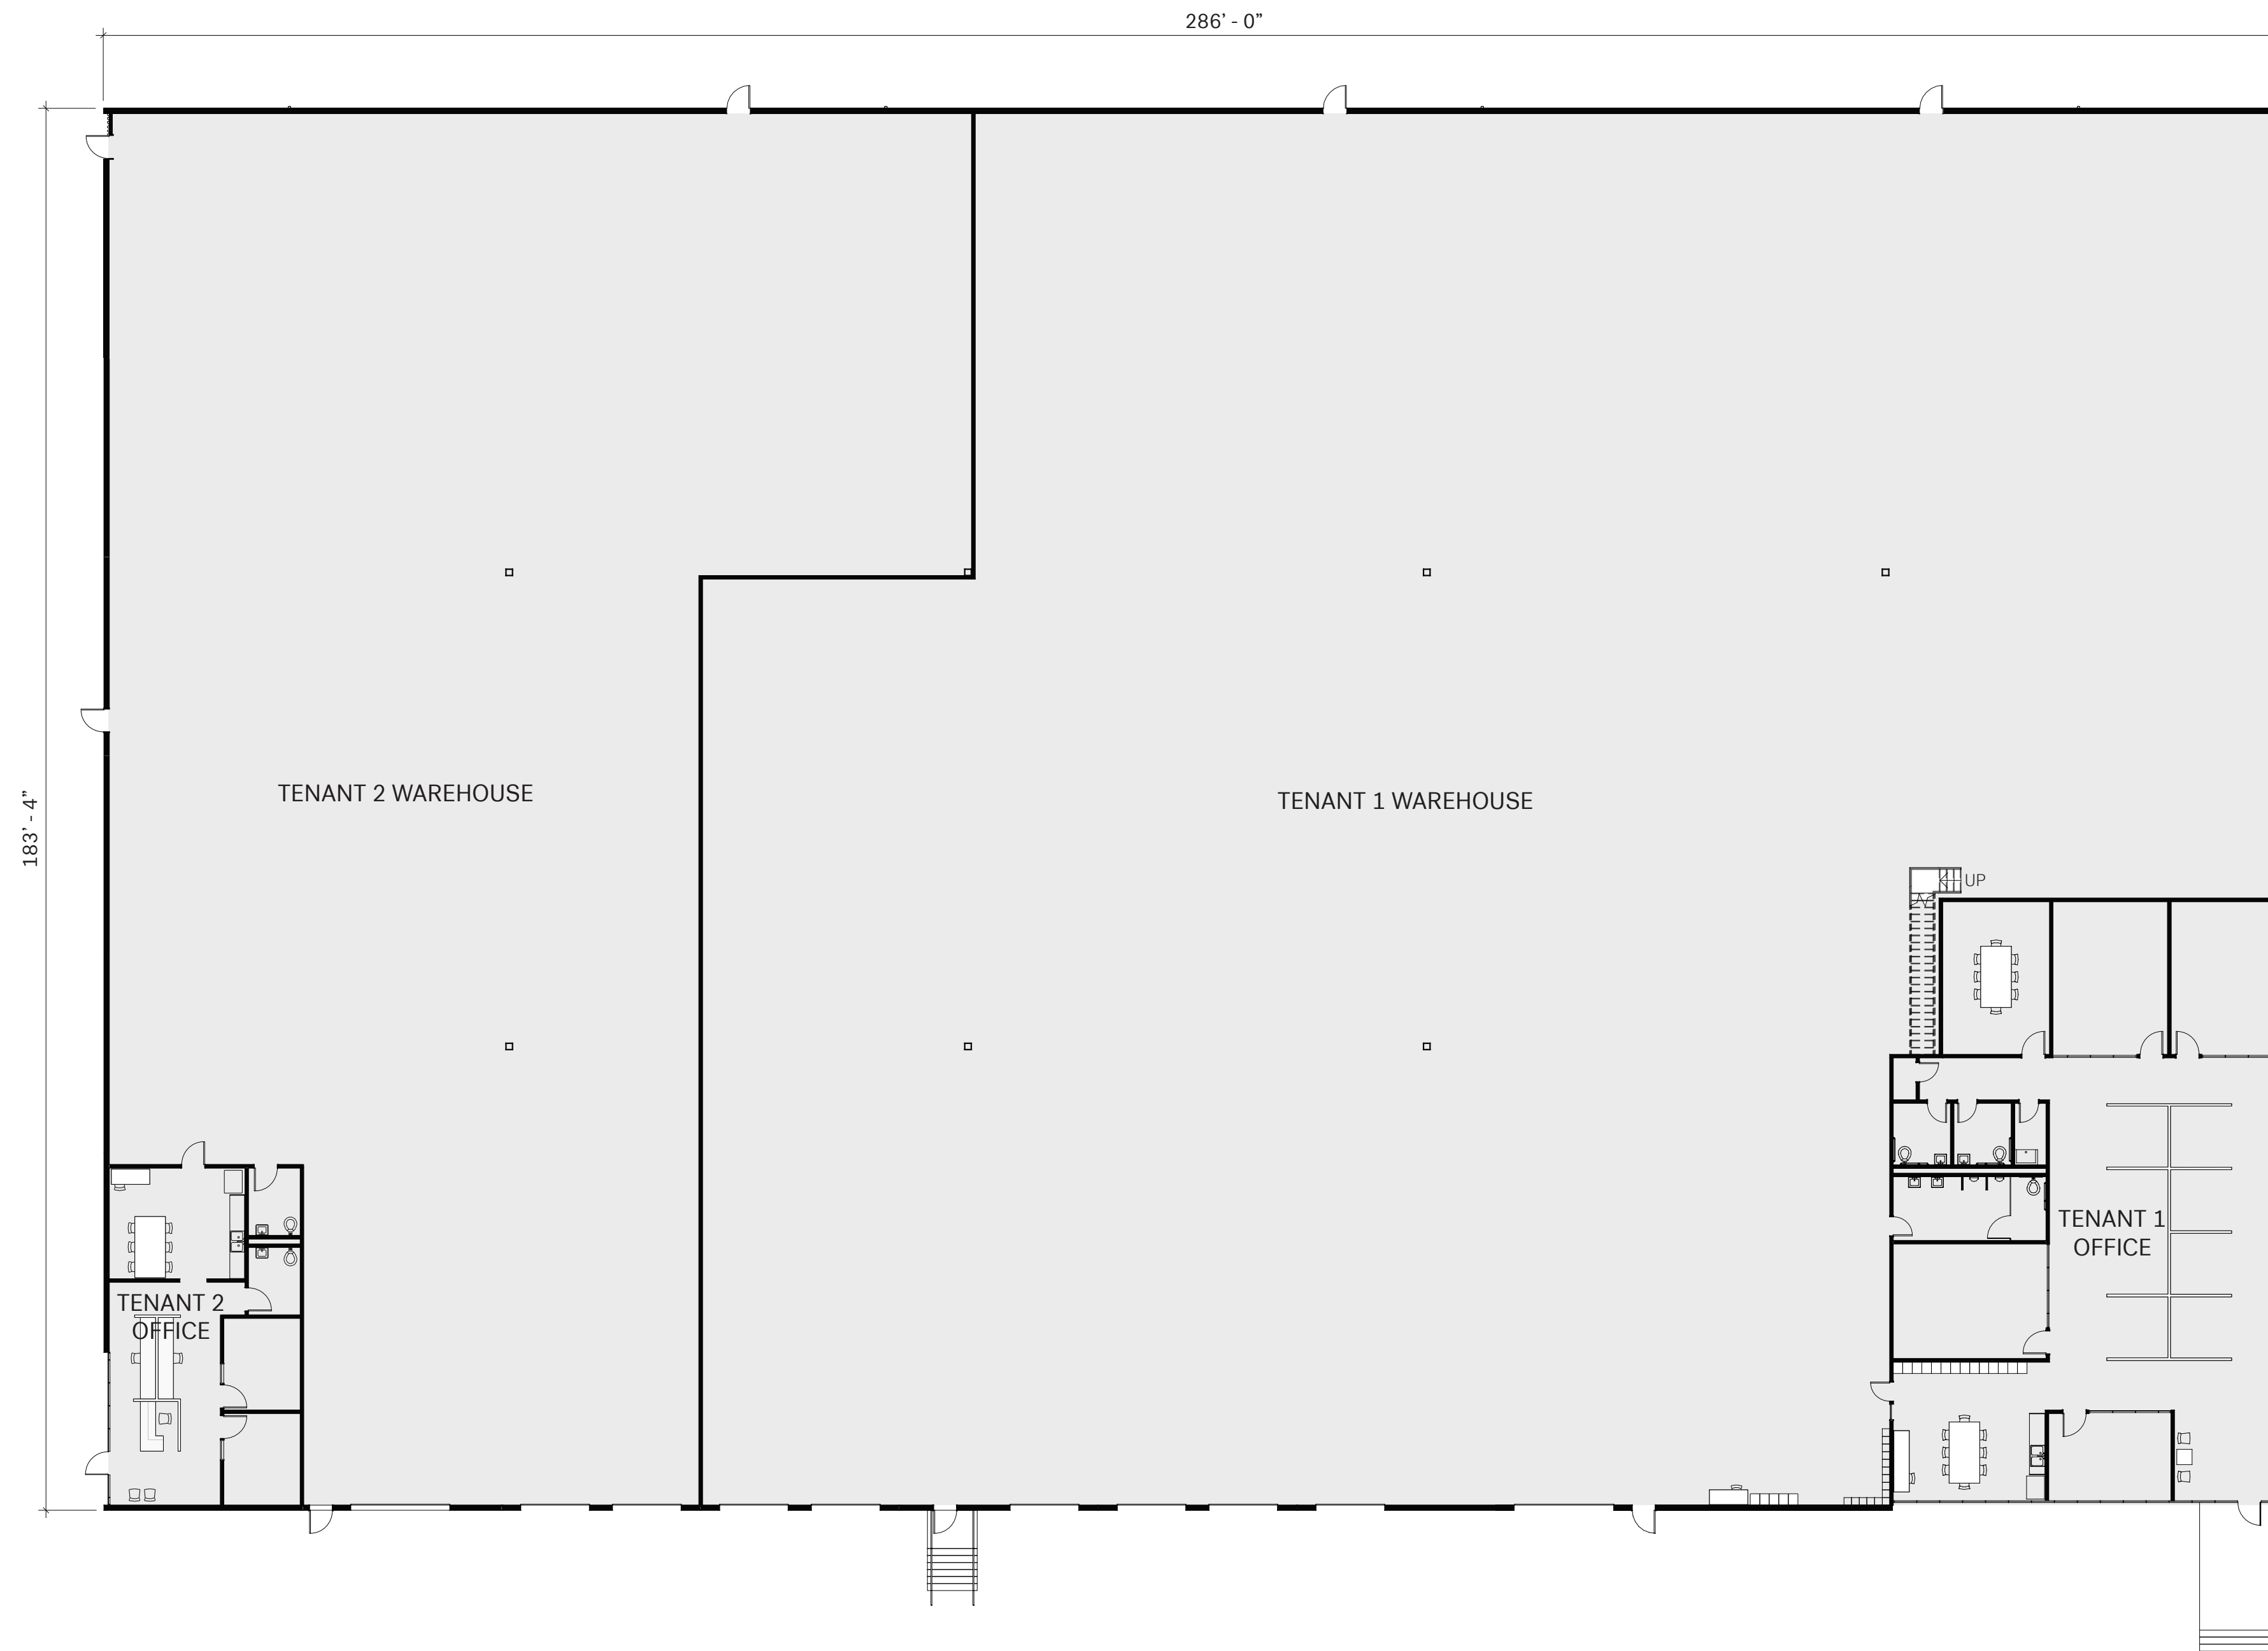 286’ - 0”
183’ - 4”
TENANT 2 WAREHOUSE
TENANT 1 WAREHOUSE
UP
TENANT 1
OFFICE
TENANT 2
OFFICE